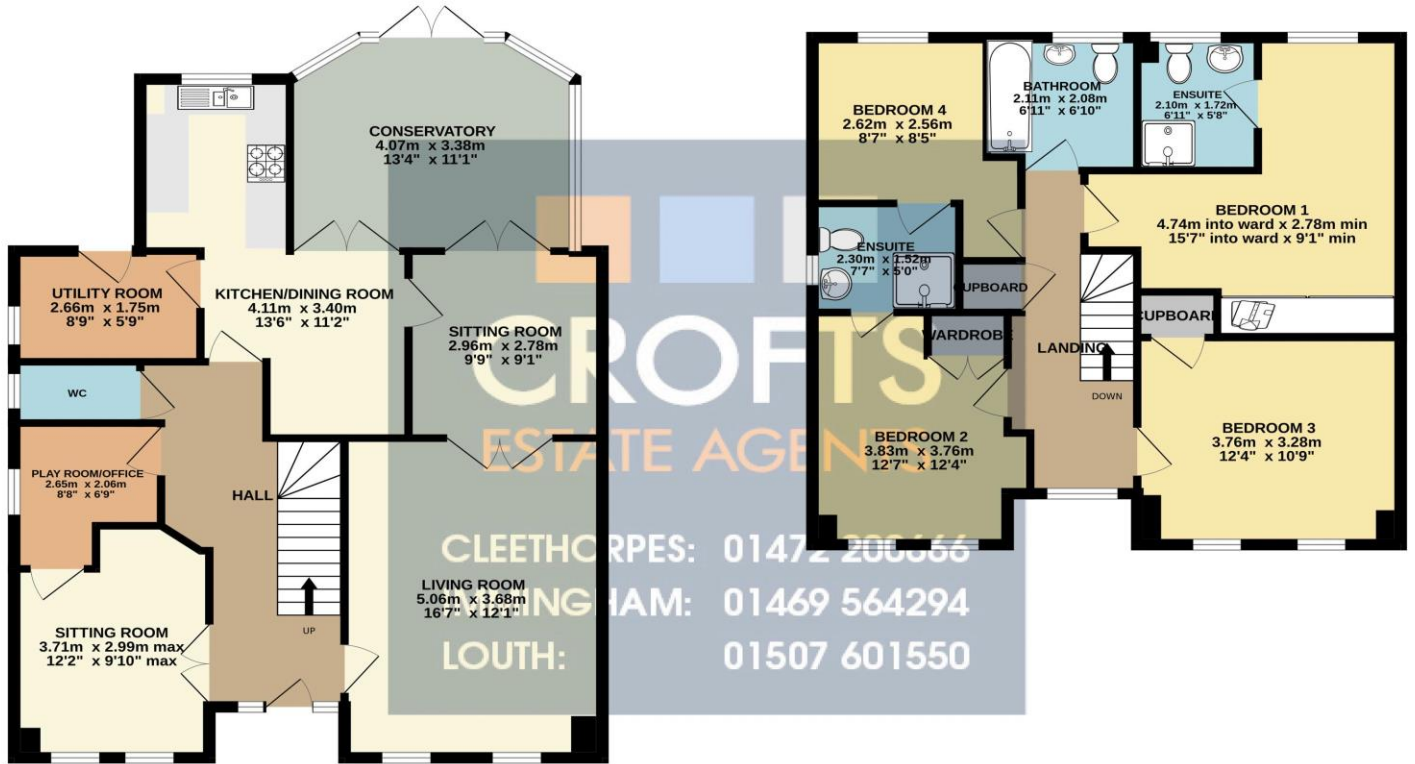 CONSERVATORY
4.07m x 3.38m
13'4" x 11'1"
UTILITY ROOM
2.66m x 1.75m
8'9" x 5'9"
KITCHEN/DINING ROOM
4.11m x 3.40m
13'6" x 11'2"
SITTING ROOM
2.96m x 2.78m
9'9" x 9'1"
WC
PLAY ROOM/OFFICE
2.65m x 2.06m
8'8" x 6'9"
HALL
LIVING ROOM
5.06m x 3.68m
16'7" x 12'1"
SITTING ROOM
3.71m x 2.99m max
12'2" x 9'10" max
UP
BEDROOM 4
2.62m x 2.56m
8'7" x 8'5"
BATHROOM
2.11m x 2.08m
6'11" x 6'10"
ENSUITE
2.10m x 1.72m
6'11" x 5'8"
BEDROOM 1
4.74m into ward x 2.78m min
15'7" into ward x 9'1" min
ENSUITE
2.30m x 1.52m
7'7" x 5'0"
CUPBOARD
CUPBOARD
WARDROBE
LANDING
DOWN
BEDROOM 2
3.83m x 3.76m
12'7" x 12'4"
BEDROOM 3
3.76m x 3.28m
12'4" x 10'9"
CROFTS
ESTATE AGENTS
CLEETHORPES: 01472 200666
IMMINGHAM: 01469 564294
LOUTH: 01507 601550